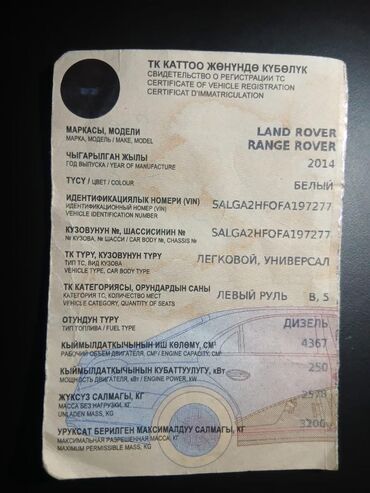 ТК КАТТОО ЖӨНҮНДӨ КҮБӨЛҮК
СВИДЕТЕЛЬСТВО О РЕГИСТРАЦИИ ТС
CERTIFICATE OF VEHICLE REGISTRATION
CERTIFICAT D'IMMATRICULATION
МАРКАСЫ, МОДЕЛИ
МАРКА, МОДЕЛЬ / MAKE, MODEL
LAND ROVER
RANGE ROVER
ЧЫГАРЫЛГАН ЖЫЛЫ
ГОД ВЫПУСКА / YEAR OF MANUFACTURE
2014
ТҮСҮ / ЦВЕТ / COLOUR
БЕЛЫЙ
ИДЕНТИФИКАЦИЯЛЫК НОМЕРИ (VIN)
ИДЕНТИФИКАЦИОННЫЙ НОМЕР (VIN)
VEHICLE IDENTIFICATION NUMBER
SALGA2HFOFA197277
КУЗОВУНУН №, ШАССИСИНИН №
№ КУЗОВА, № ШАССИ / CAR BODY №, CHASSIS №
SALGA2HFOFA197277
ТК ТҮРҮ, КУЗОВУНУН ТҮРҮ
ТИП ТС, ВИД КУЗОВА
VEHICLE TYPE, CAR BODY TYPE
ЛЕГКОВОЙ, УНИВЕРСАЛ
ТК КАТЕГОРИЯСЫ, ОРУНДАРДЫН САНЫ
КАТЕГОРИЯ ТС, КОЛИЧЕСТВО МЕСТ
VEHICLE CATEGORY, QUANTITY OF SEATS
ЛЕВЫЙ РУЛЬ B, 5
ОТУНДУН ТҮРҮ
ТИП ТОПЛИВА / FUEL TYPE
ДИЗЕЛЬ
КЫЙМЫЛДАТКЫЧЫНЫН ИШ КӨЛӨМҮ, СМ³
РАБОЧИЙ ОБЪЕМ ДВИГАТЕЛЯ, СМ³ / ENGINE CAPACITY, СМ³
4367
КЫЙМЫЛДАТКЫЧЫНЫН КУБАТТУУЛУГУ, кВт
МОЩНОСТЬ ДВИГАТЕЛЯ, кВт / ENGINE POWER, kW
250
ЖҮКСҮЗ САЛМАГЫ, КГ
МАССА БЕЗ НАГРУЗКИ, КГ
UNLADEN MASS, KG
2578
УРУКСАТ БЕРИЛГЕН МАКСИМАЛДУУ САЛМАГЫ, КГ
МАКСИМАЛЬНАЯ РАЗРЕШЕННАЯ МАССА, КГ
MAXIMUM PERMISSIBLE MASS, KG
3200